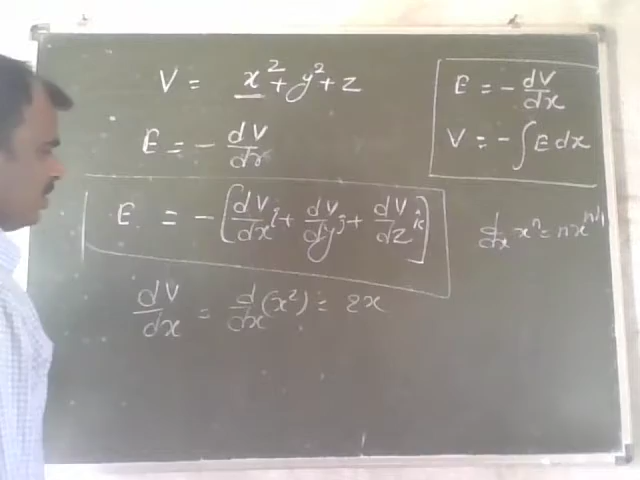 V = x² + y² + z
E = - dV/dx
E = - [dV/dx î + dV/dy ĵ + dV/dz k̂]
dV/dx = d/dx (x²) = 2x
E = - dV/dx
V = - ∫ E dx
d/dx xⁿ = nxⁿ⁻¹